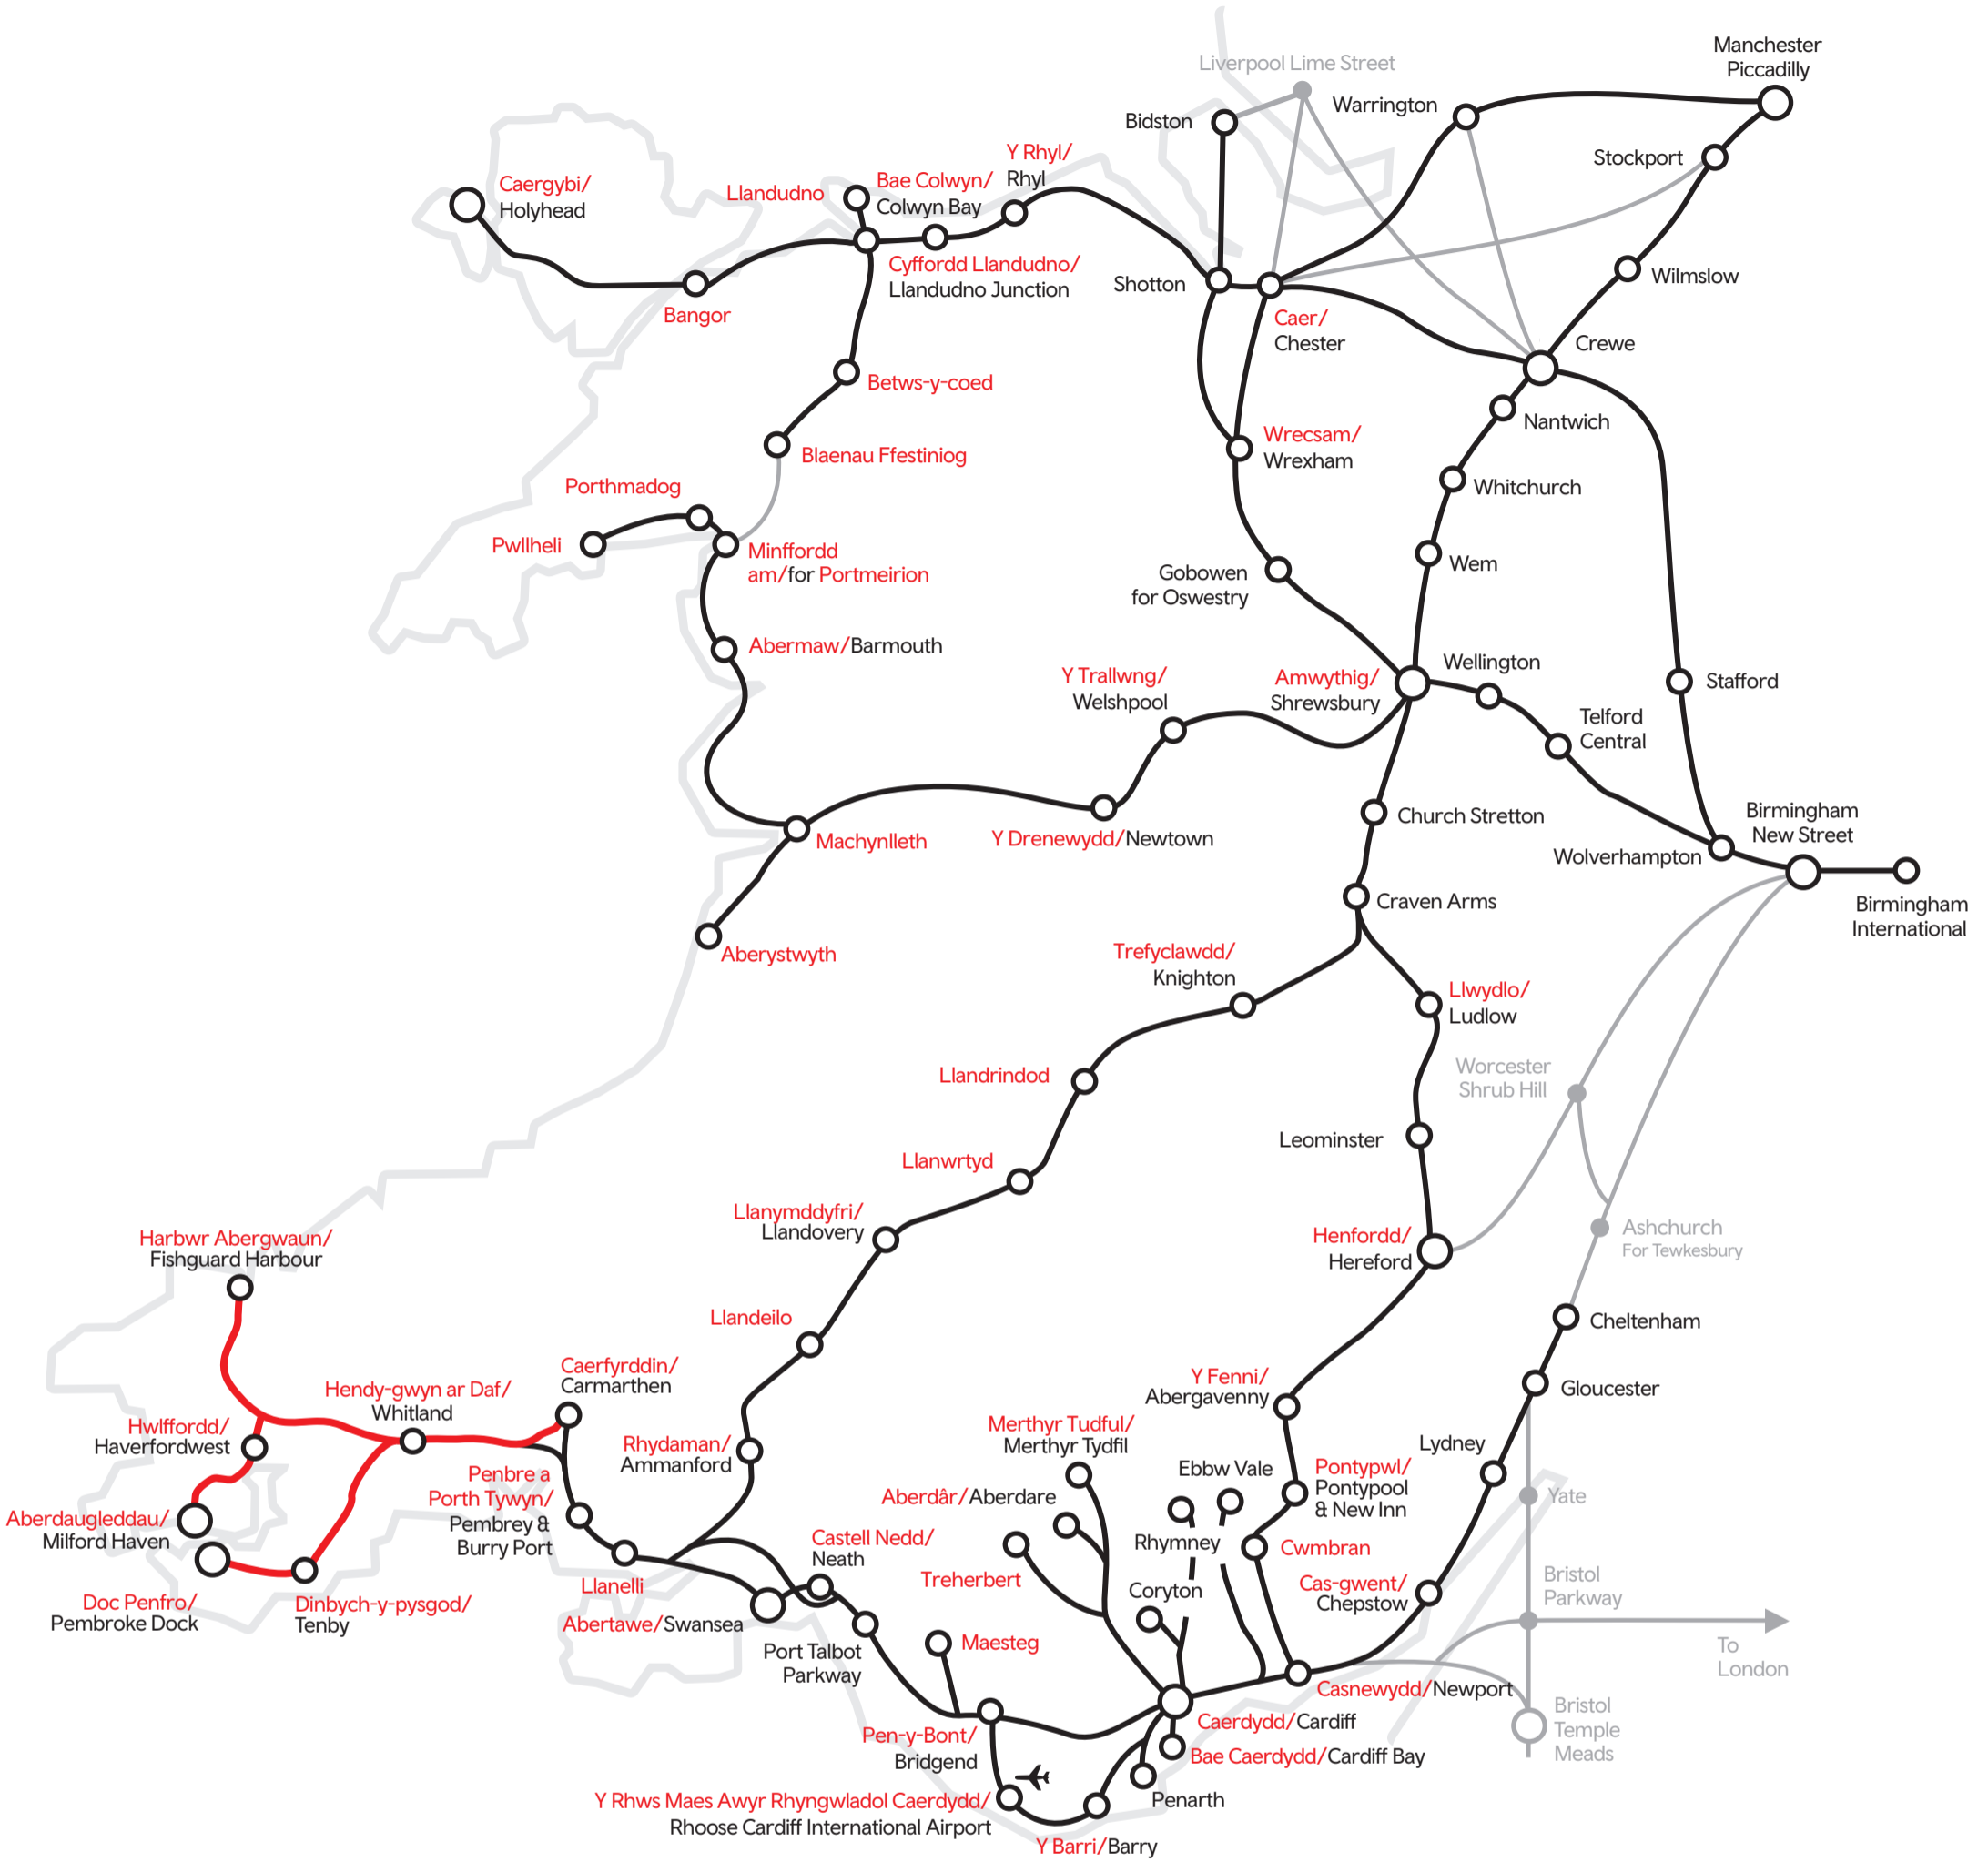 Manchester
Piccadilly
Liverpool Lime Street
Warrington
Bidston
Stockport
Y Rhyl/
Rhyl
Caergybi/
Holyhead
Llandudno
Bae Colwyn/
Colwyn Bay
Cyffordd Llandudno/
Llandudno Junction
Shotton
Wilmslow
Bangor
Caer/
Chester
Crewe
Betws-y-coed
Nantwich
Wrecsam/
Wrexham
Blaenau Ffestiniog
Whitchurch
Porthmadog
Pwllheli
Minffordd
am/for Portmeirion
Wem
Gobowen
for Oswestry
Abermaw/Barmouth
Y Trallwng/
Welshpool
Amwythig/
Shrewsbury
Wellington
Stafford
Telford
Central
Birmingham
New Street
Church Stretton
Machynlleth
Y Drenewydd/Newtown
Wolverhampton
Birmingham
International
Craven Arms
Aberystwyth
Trefyclawdd/
Knighton
Llwydlo/
Ludlow
Llandrindod
Worcester
Shrub Hill
Leominster
Llanwrtyd
Llanymddyfri/
Llandovery
Ashchurch
For Tewkesbury
Harbwr Abergwaun/
Fishguard Harbour
Henfordd/
Hereford
Llandeilo
Cheltenham
Caerfyrddin/
Carmarthen
Hendy-gwyn ar Daf/
Whitland
Y Fenni/
Abergavenny
Gloucester
Hwlffordd/
Haverfordwest
Rhydaman/
Ammanford
Merthyr Tudful/
Merthyr Tydfil
Lydney
Ebbw Vale
Pontypwl/
Pontypool
& New Inn
Penbre a
Porth Tywyn/
Pembrey &
Burry Port
Aberdâr/Aberdare
Yate
Aberdaugleddau/
Milford Haven
Castell Nedd/
Neath
Rhymney
Cwmbran
Treherbert
Llanelli
Coryton
Cas-gwent/
Chepstow
Bristol
Parkway
Doc Penfro/
Pembroke Dock
Dinbych-y-pysgod/
Tenby
Abertawe/Swansea
Port Talbot
Parkway
Maesteg
To
London
Casnewydd/Newport
Bristol
Temple
Meads
Caerdydd/Cardiff
Pen-y-Bont/
Bridgend
Bae Caerdydd/Cardiff Bay
Y Rhws Maes Awyr Rhyngwladol Caerdydd/
Rhoose Cardiff International Airport
Penarth
Y Barri/Barry